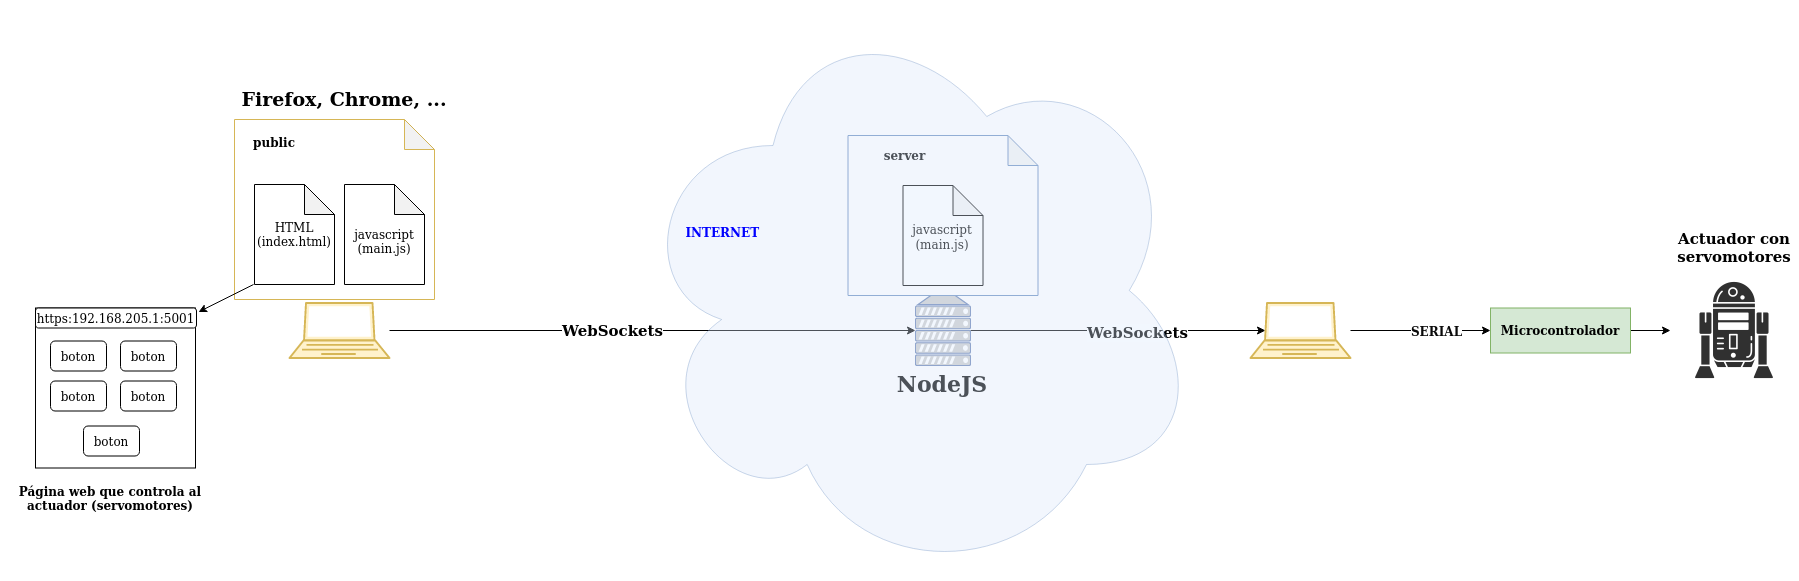 Firefox, Chrome, ...
public
HTML
(index.html)
javascript
(main.js)
https:192.168.205.1:5001
boton
boton
boton
boton
boton
Página web que controla al
actuador (servomotores)
WebSockets
INTERNET
server
javascript
(main.js)
NodeJS
WebSockets
SERIAL
Microcontrolador
Actuador con
servomotores